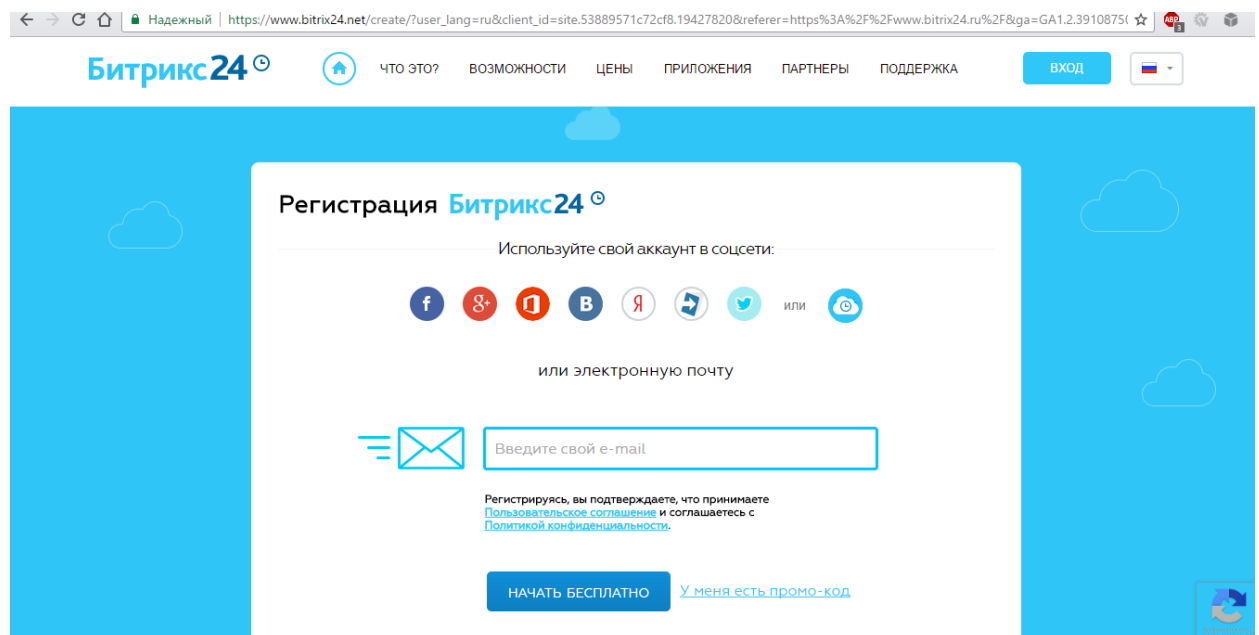 Надежный | https://www.bitrix24.net/create/?user_lang=ru&client_id=site.53889571c72cf8.19427820&referer=https%3A%2F%2Fwww.bitrix24.ru%2F&ga=GA1.2.3910875(
ABP 3
Битрикс24 ЧТО ЭТО? ВОЗМОЖНОСТИ ЦЕНЫ ПРИЛОЖЕНИЯ ПАРТНЕРЫ ПОДДЕРЖКА ВХОД
Регистрация Битрикс24
Используйте свой аккаунт в соцсети:
f 8+ B Я или
или электронную почту
Введите свой e-mail
Регистрируясь, вы подтверждаете, что принимаете
Пользовательское соглашение и соглашаетесь с
Политикой конфиденциальности.
НАЧАТЬ БЕСПЛАТНО У меня есть промо-код